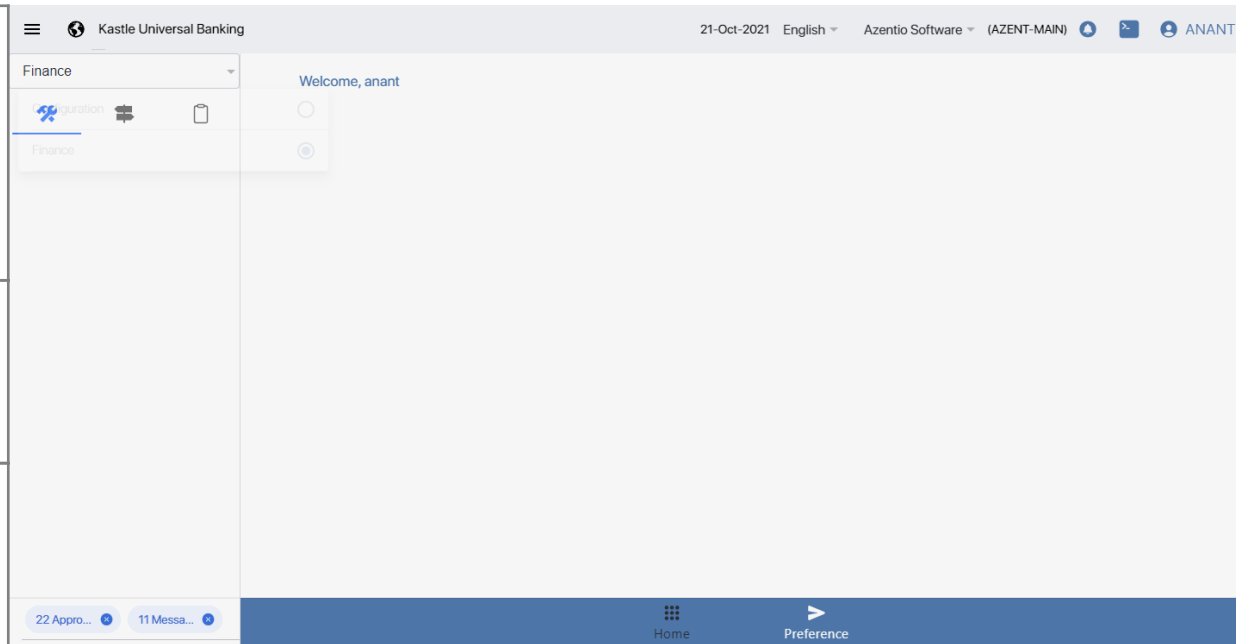 Kastle Universal Banking
21-Oct-2021 English Azentio Software (AZENT-MAIN) ANANT
Finance
Welcome, anant
Configuration
Finance
22 Appro... 11 Messa...
Home Preference